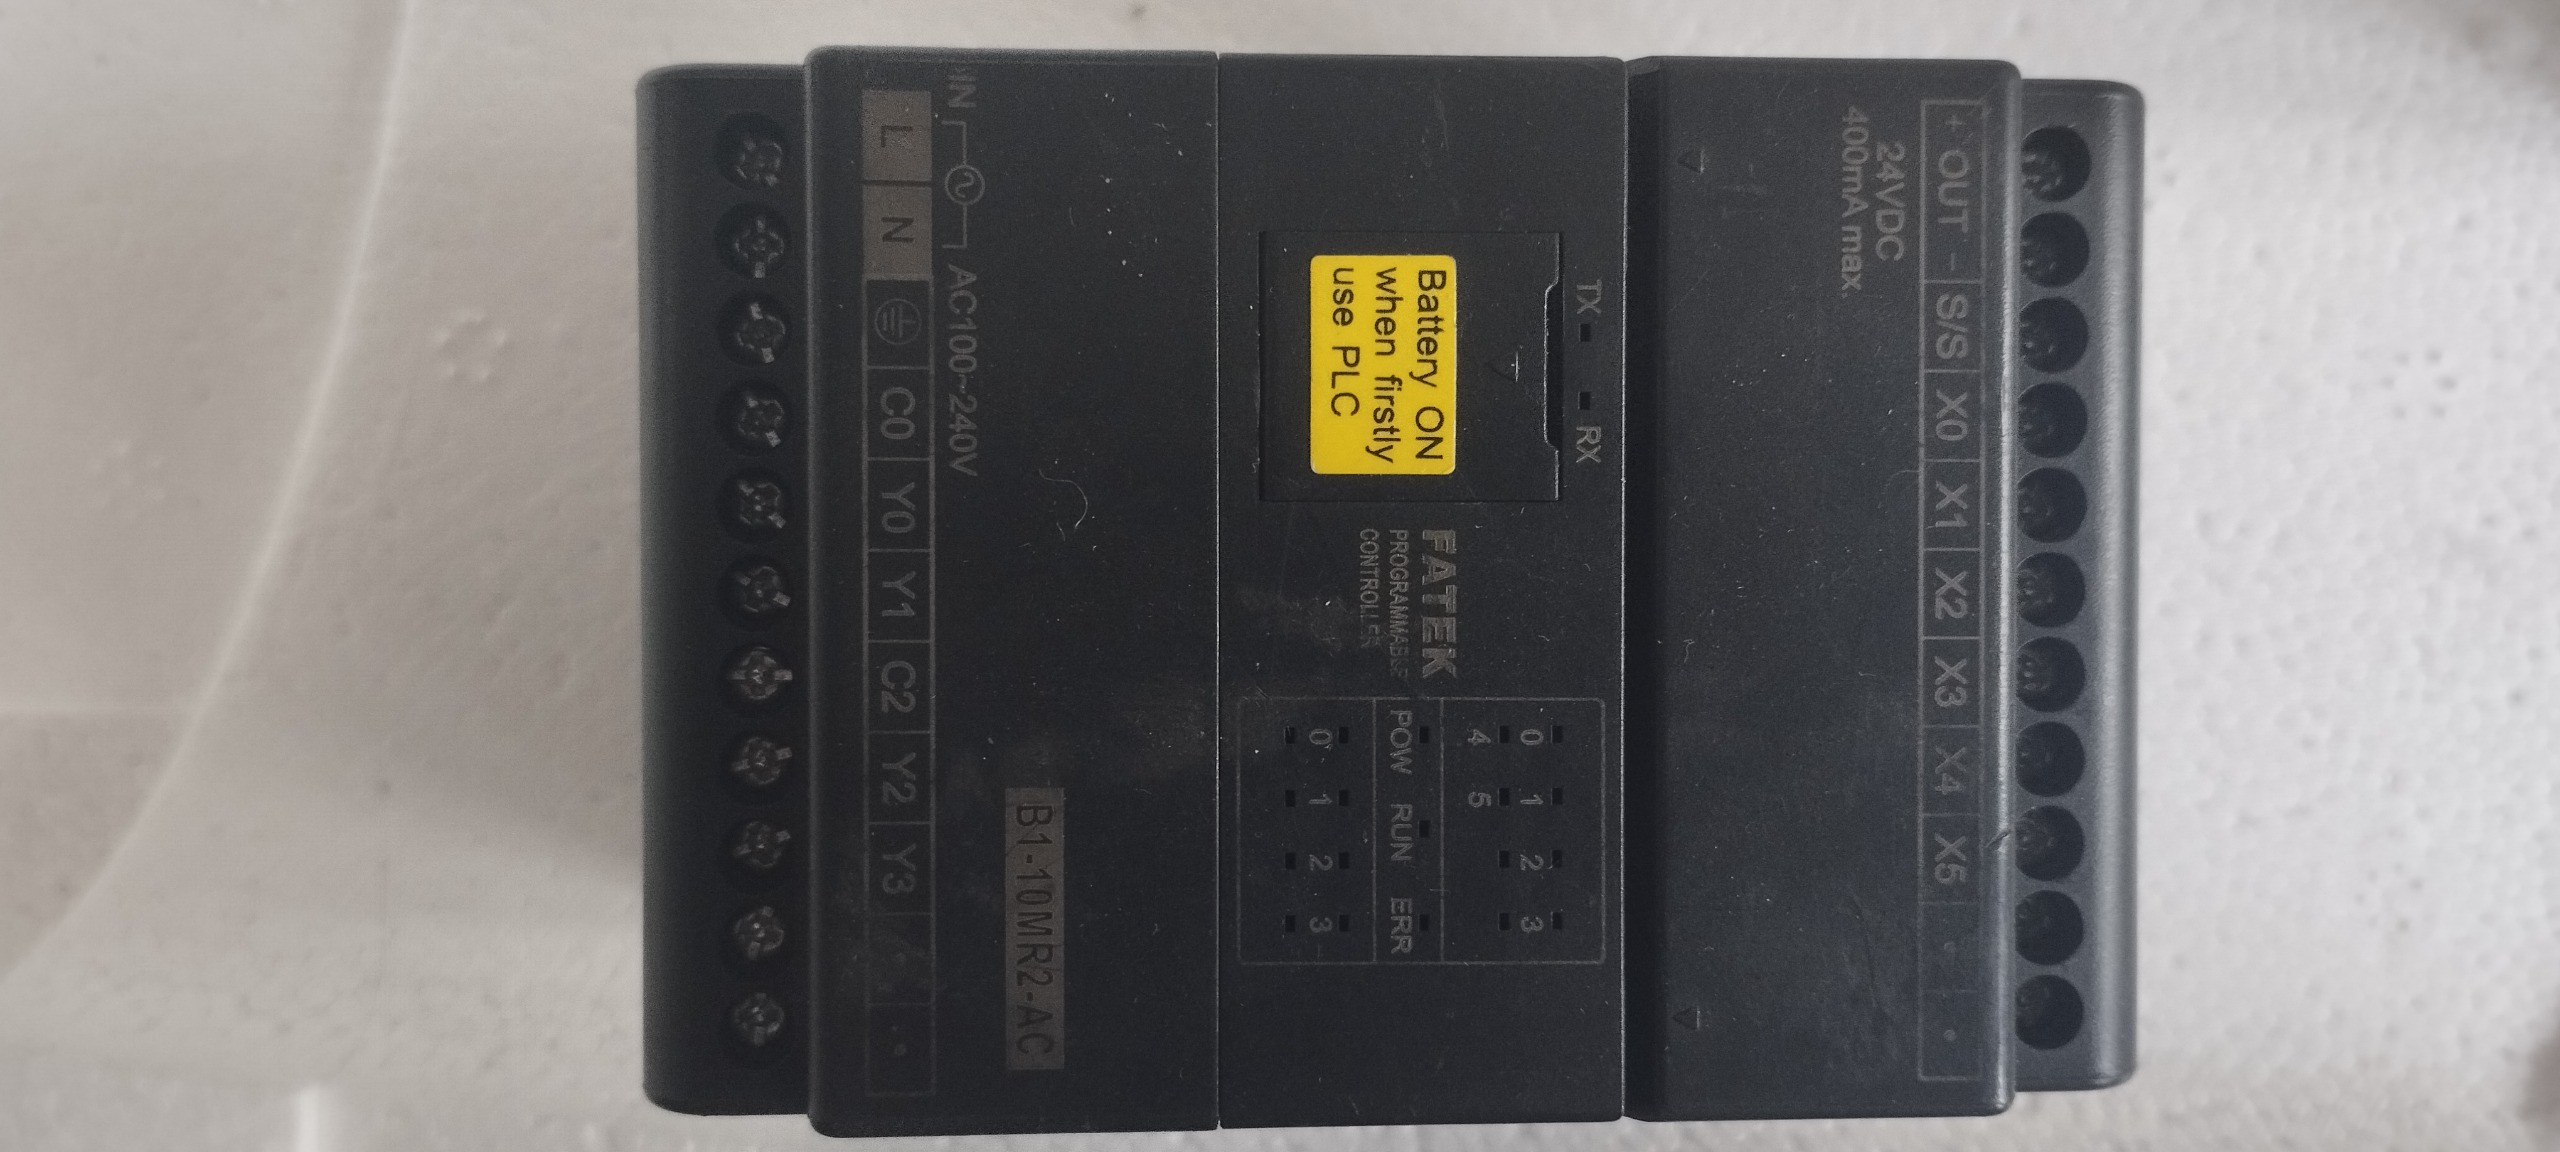 + OUT - S/S X0 X1 X2 X3 X4 X5
24VDC
400mA max.
TX RX
Battery ON
when firstly
use PLC
FATEK
PROGRAMMABLE
CONTROLLER
0 1 2 3
4 5
POW RUN ERR
0 1 2 3
B1-10MR2-AC
IN AC100~240V
L N C0 Y0 Y1 C2 Y2 Y3